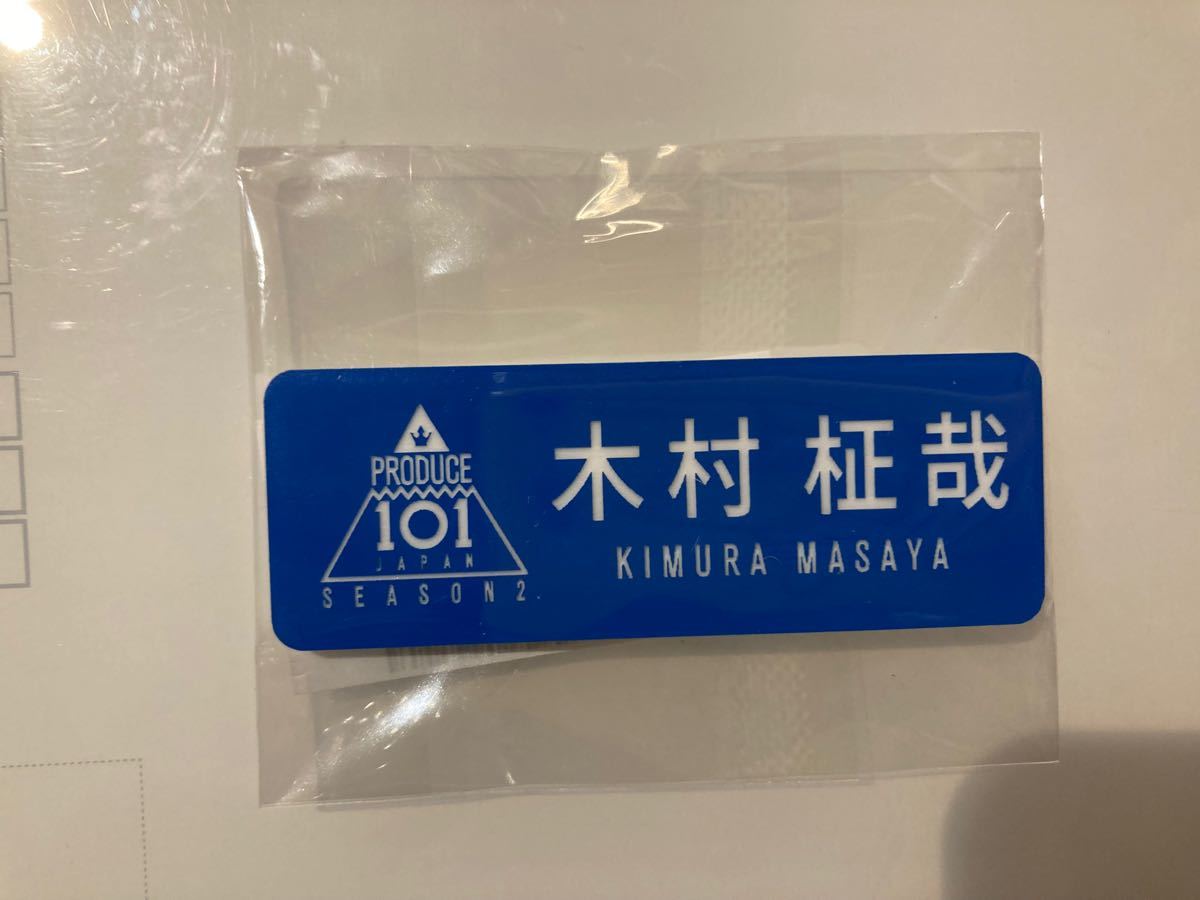 PRODUCE
101
JAPAN
SEASON2.
木村 柾哉
KIMURA MASAYA